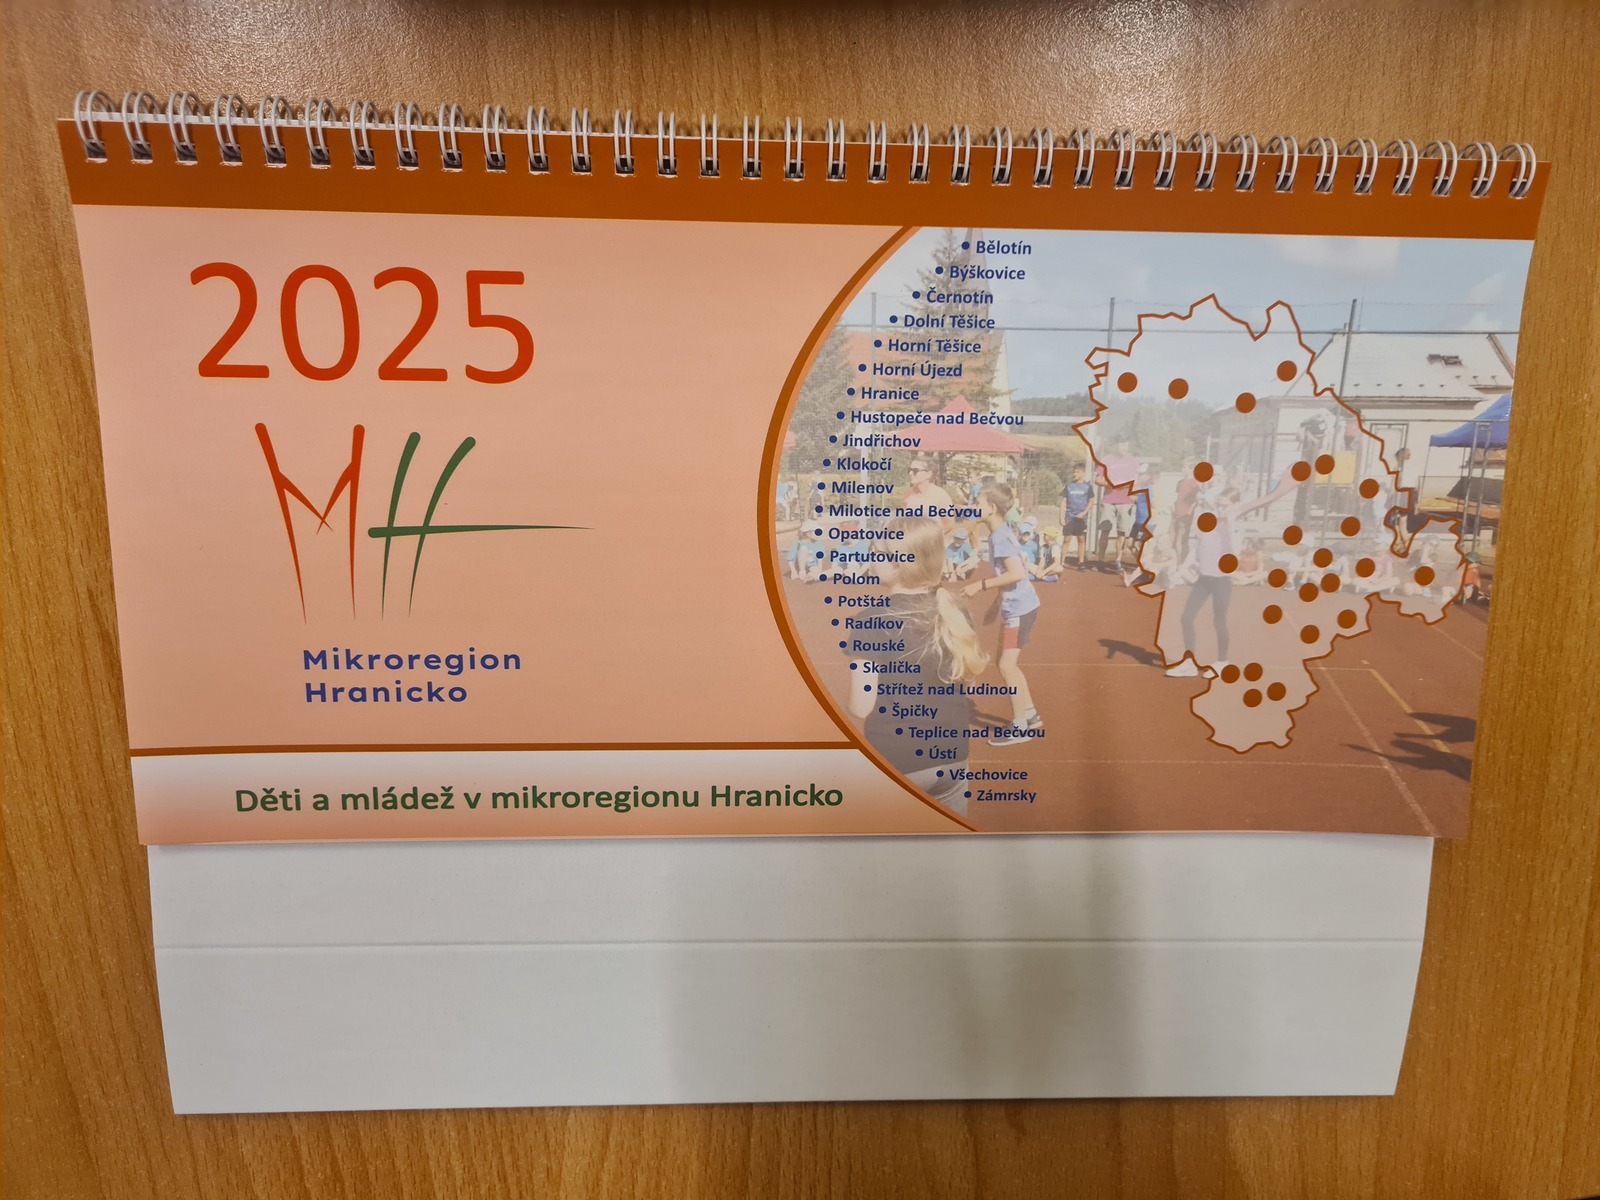 2025
MH
Mikroregion
Hranicko
Děti a mládež v mikroregionu Hranicko
• Bělotín
• Býškovice
• Černotín
• Dolní Těšice
• Horní Těšice
• Horní Újezd
• Hranice
• Hustopeče nad Bečvou
• Jindřichov
• Klokočí
• Milenov
• Milotice nad Bečvou
• Opatovice
• Partutovice
• Polom
• Potštát
• Radíkov
• Rouské
• Skalička
• Střítež nad Ludinou
• Špičky
• Teplice nad Bečvou
• Ústí
• Všechovice
• Zámrsky